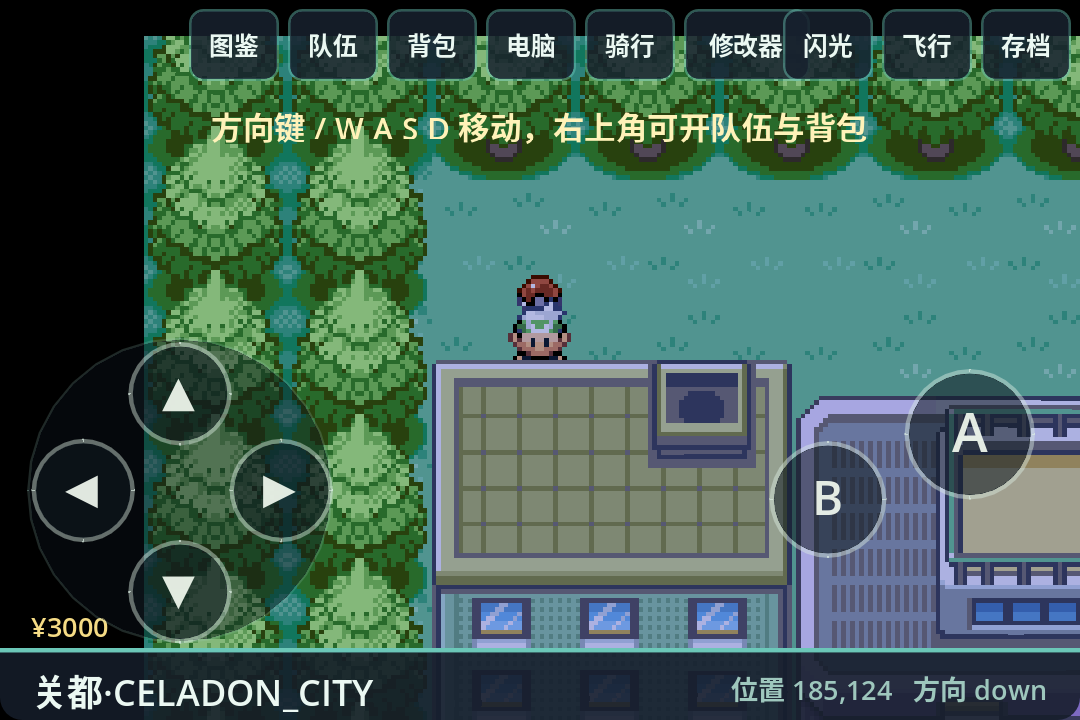 图鉴 队伍 背包 电脑 骑行 修改器 闪光 飞行 存档
方向键 / W A S D 移动，右上角可开队伍与背包
A
B
¥3000
关都·CELADON_CITY 位置 185,124 方向 down